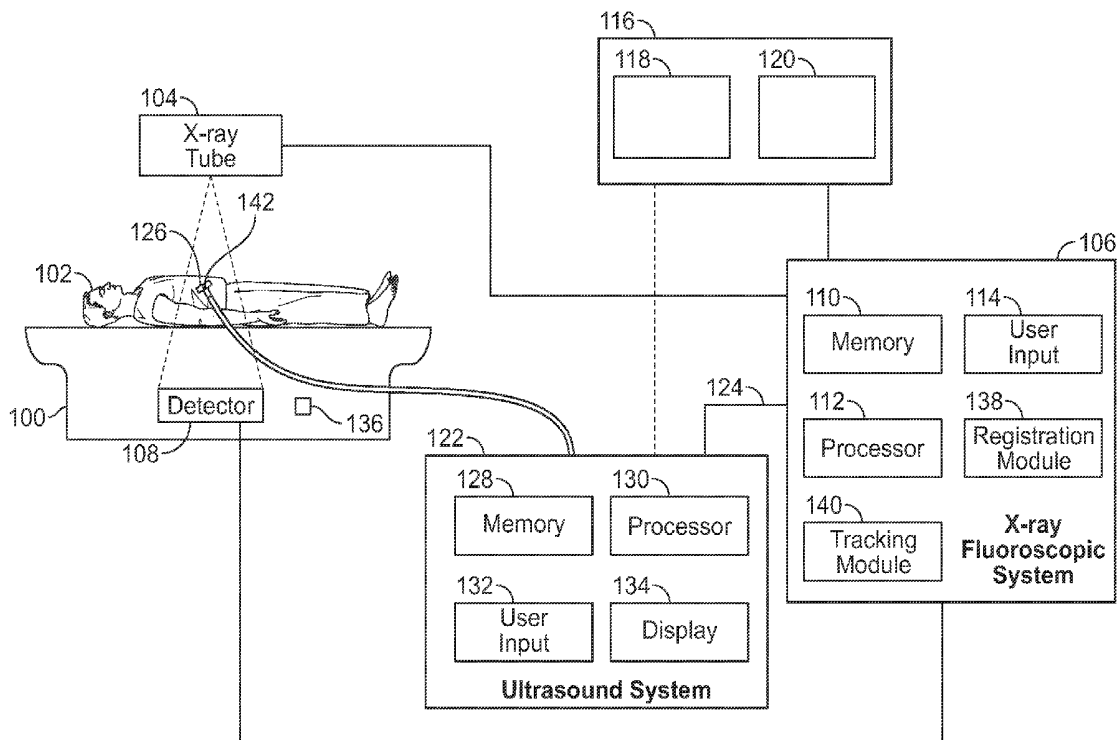 116
118
120
104
X-ray
Tube
142
126
102
106
110
Memory
114
User
Input
124
112
Processor
138
Registration
Module
100
Detector
136
108
122
128
Memory
130
Processor
140
Tracking
Module
X-ray
Fluoroscopic
System
132
User
Input
134
Display
Ultrasound System